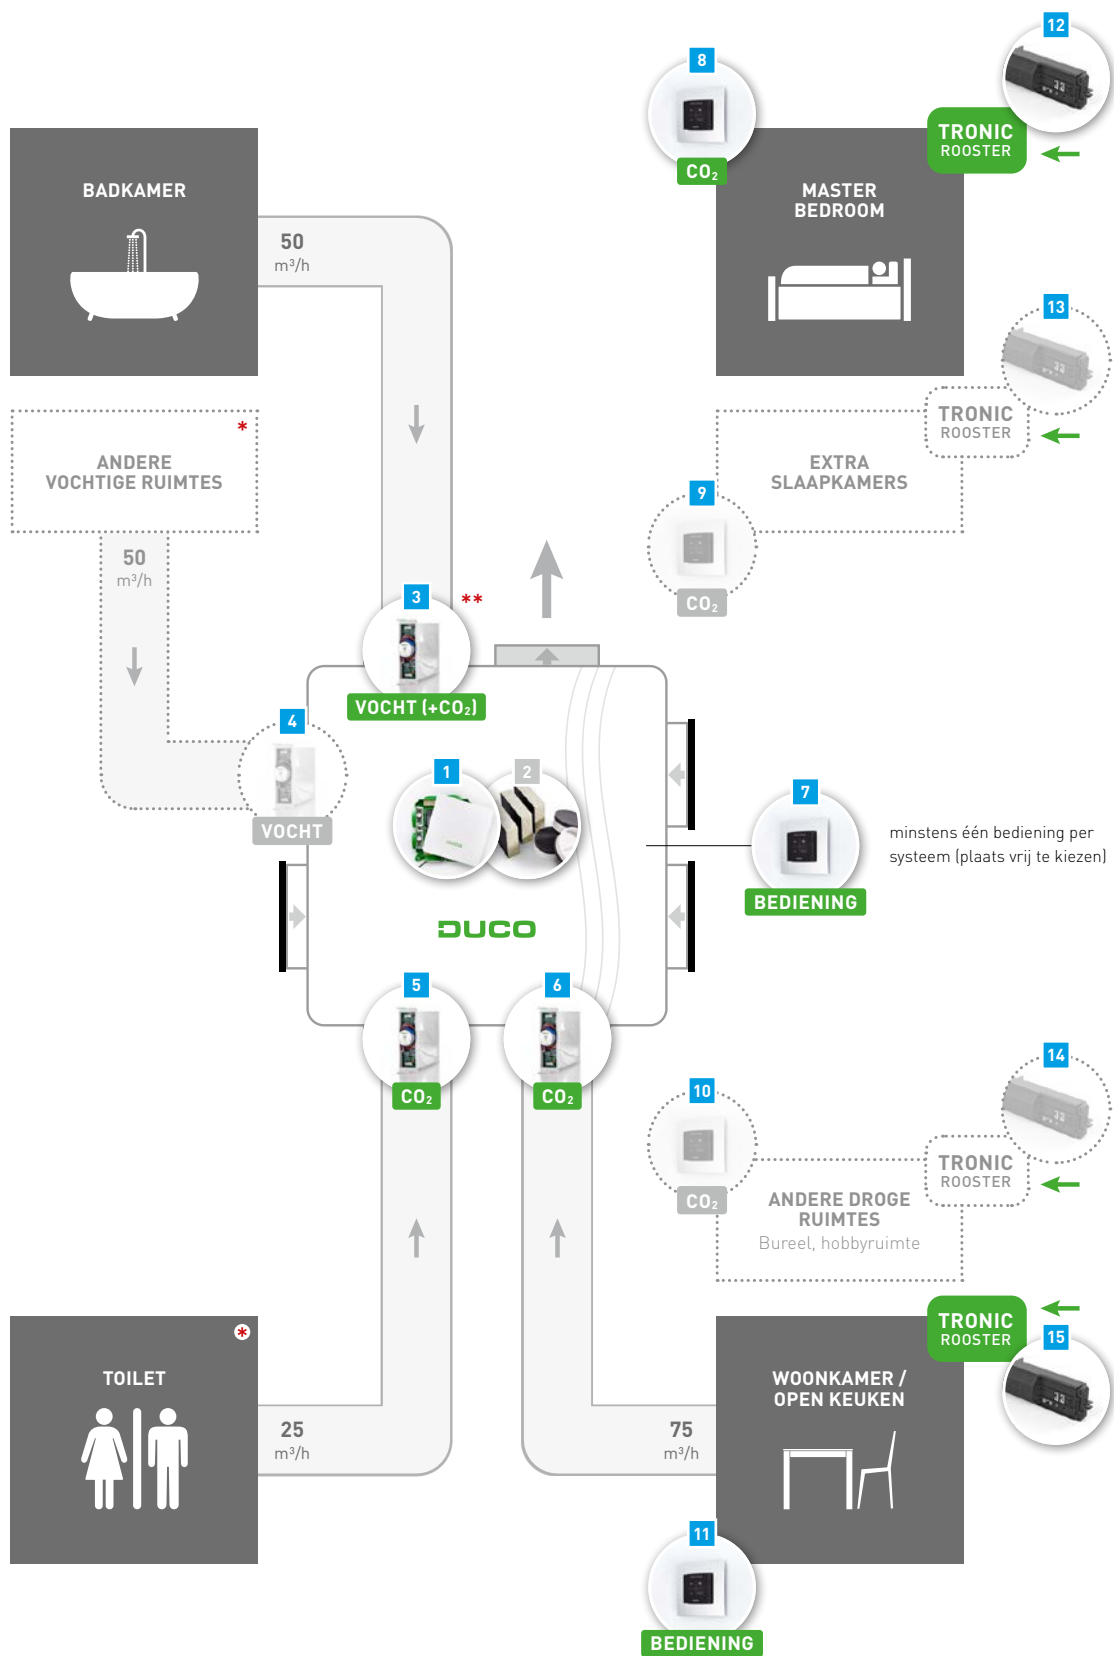 12
8
TRONIC
ROOSTER
CO₂
BADKAMER
MASTER
BEDROOM
50
m³/h
13
*
TRONIC
ROOSTER
ANDERE
VOCHTIGE RUIMTES
EXTRA
SLAAPKAMERS
9
50
m³/h
CO₂
3
**
VOCHT (+CO₂)
4
1
2
7
VOCHT
minstens één bediening per
systeem (plaats vrij te kiezen)
BEDIENING
DUCO
5
6
CO₂
CO₂
14
10
TRONIC
ROOSTER
CO₂
ANDERE DROGE
RUIMTES
Bureel, hobbyruimte
*
TRONIC
ROOSTER
15
TOILET
WOONKAMER /
OPEN KEUKEN
25
m³/h
75
m³/h
11
BEDIENING